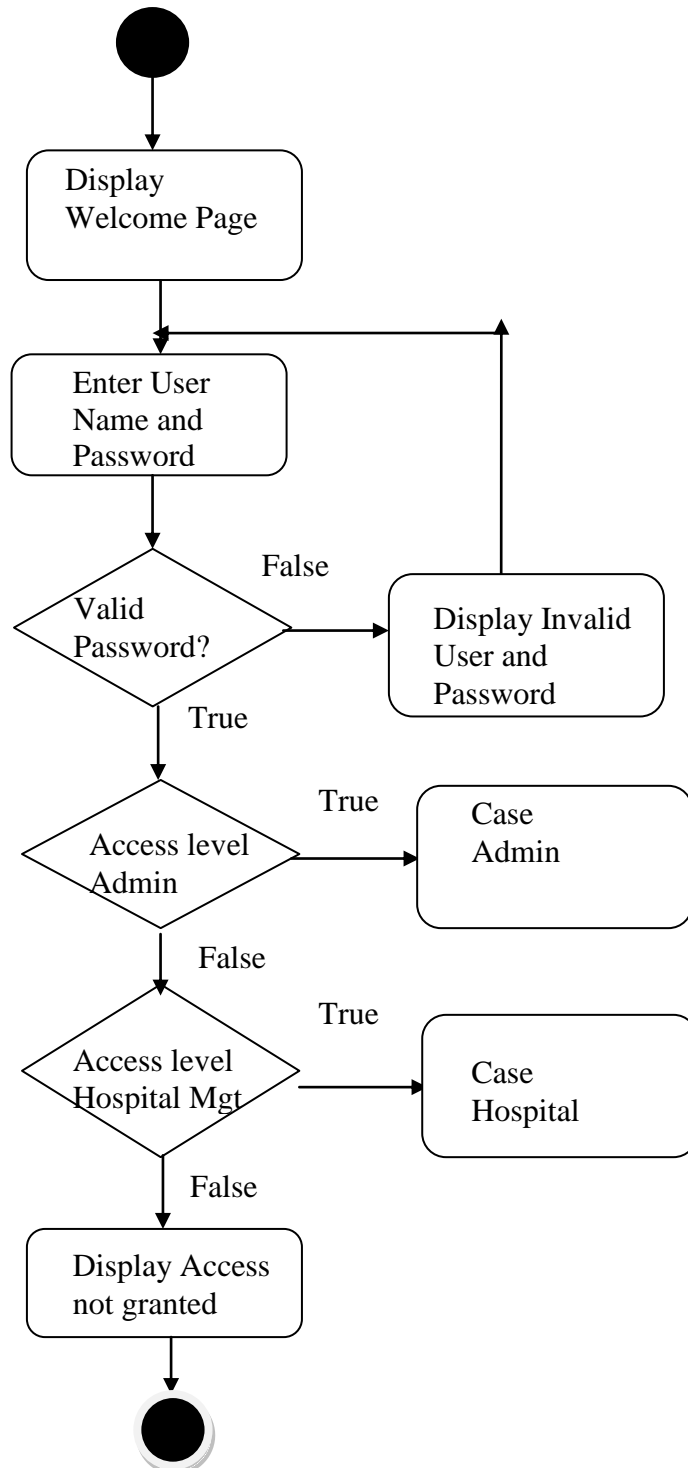 Display
Welcome Page
Enter User
Name and
Password
Valid
Password?
False
Display Invalid
User and
Password
True
Access level
Admin
True
Case
Admin
False
Access level
Hospital Mgt
True
Case
Hospital
False
Display Access
not granted